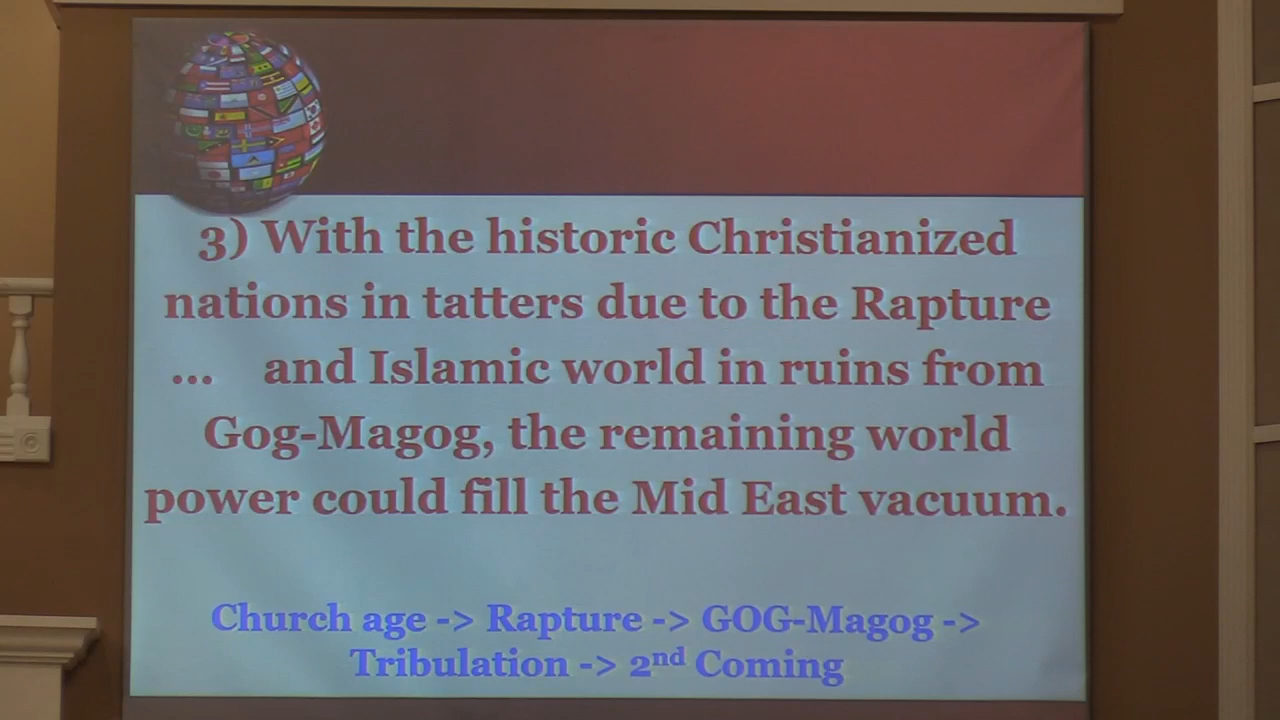 3) With the historic Christianized
nations in tatters due to the Rapture
... and Islamic world in ruins from
Gog-Magog, the remaining world
power could fill the Mid East vacuum.
Church age -> Rapture -> GOG-Magog ->
Tribulation -> 2nd Coming